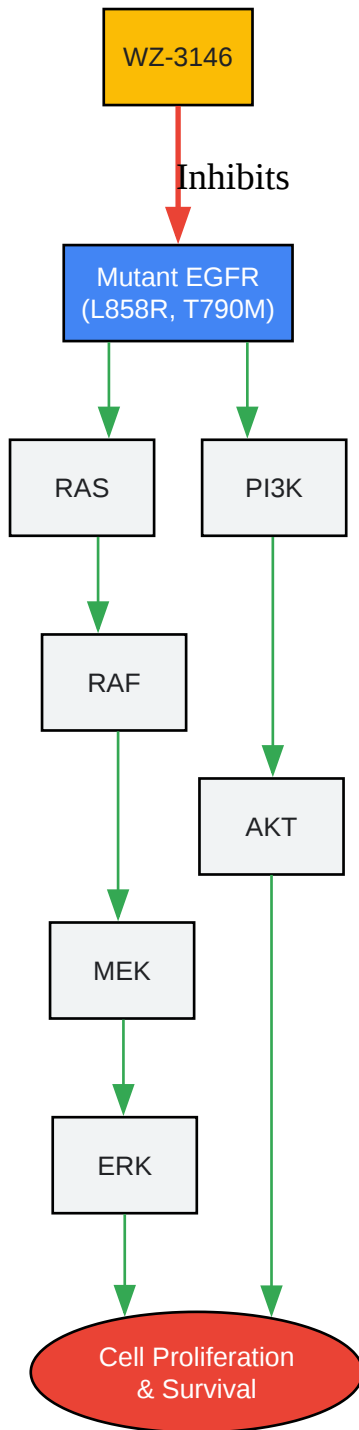 WZ-3146
Inhibits
Mutant EGFR
(L858R, T790M)
RAS
PI3K
RAF
AKT
MEK
ERK
Cell Proliferation
& Survival